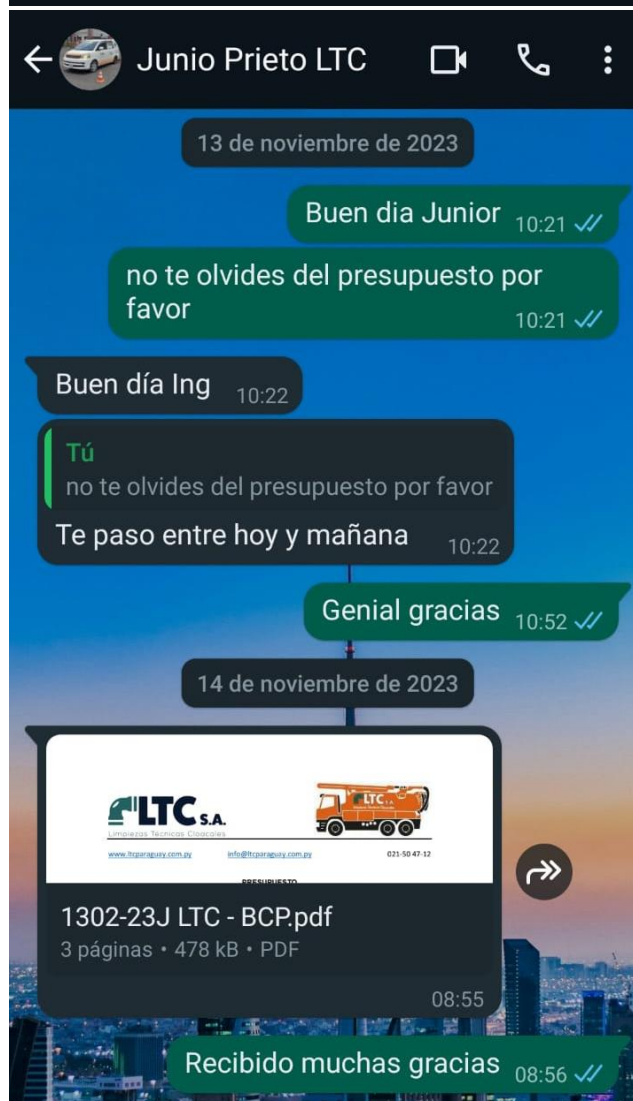 Junio Prieto LTC
13 de noviembre de 2023
Buen dia Junior 10:21
no te olvides del presupuesto por
favor 10:21
Buen día Ing 10:22
Tú
no te olvides del presupuesto por favor
Te paso entre hoy y mañana 10:22
Genial gracias 10:52
14 de noviembre de 2023
LTC S.A. LTC S.A.
Limpiezas Técnicas Cloacales
www.ltcparaguay.com.py info@ltcparaguay.com.py 021-50 47-12
PRESUPUESTO
1302-23J LTC - BCP.pdf
3 páginas • 478 kB • PDF
08:55
Recibido muchas gracias 08:56